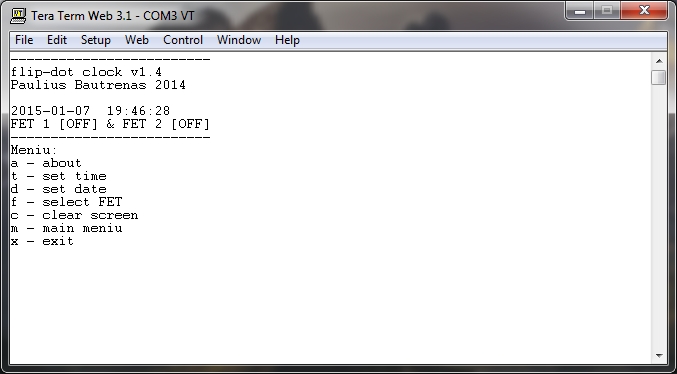 Tera Term Web 3.1 - COM3 VT
File Edit Setup Web Control Window Help
-------------------------
flip-dot clock v1.4
Paulius Bautrenas 2014
2015-01-07  19:46:28
FET 1 [OFF] & FET 2 [OFF]
-------------------------
Meniu:
a - about
t - set time
d - set date
f - select FET
c - clear screen
m - main meniu
x - exit